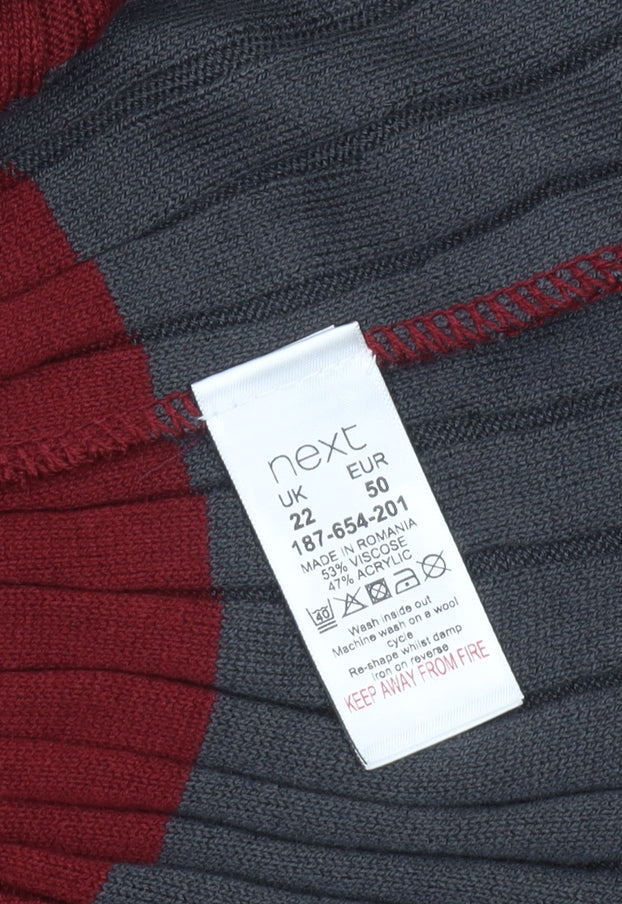 next
UK EUR
22 50
187-654-201
MADE IN ROMANIA
53% VISCOSE
47% ACRYLIC
40
Wash inside out
Machine wash on a wool
cycle
Re-shape whilst damp
iron on reverse
KEEP AWAY FROM FIRE